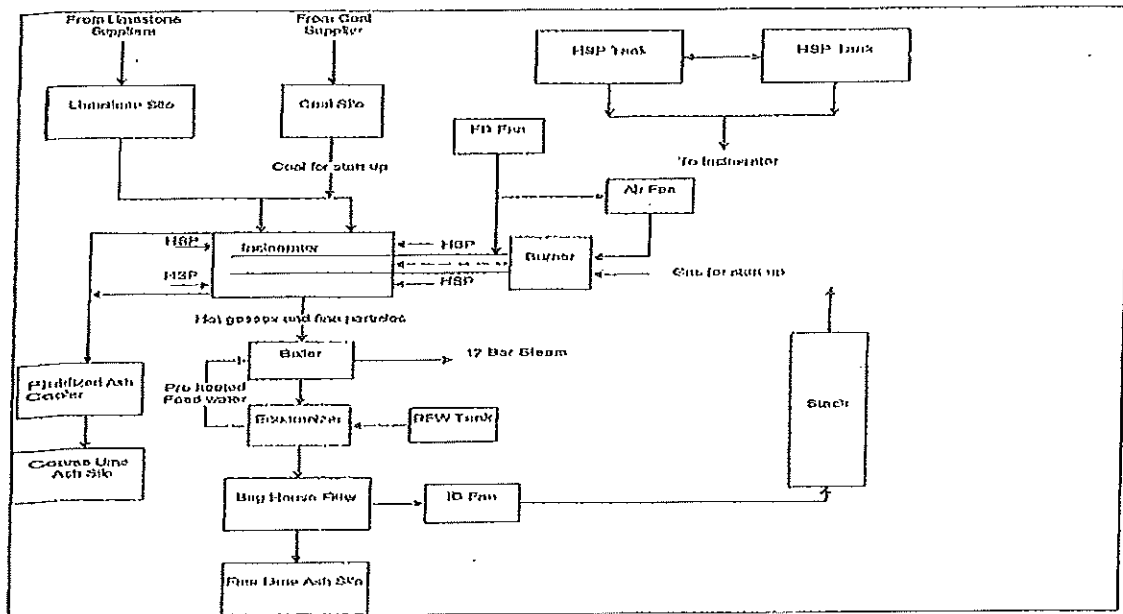 From Limestone
Suppliers
From Coal
Supplier
HSP Tank
HSP Tank
Limestone Silo
Coal Silo
FD Fan
Coal for start up
To Incinerator
Air Fan
HSP
Incinerator
HSP
Burner
HSP
HSP
Gas for start up
Hot gasses and fine particles
Boiler
17 Bar Steam
Pre heated
Feed water
Fluidized Ash
Cooler
Economizer
BFW Tank
Stack
Coarse Lime
Ash Silo
Bag House Filter
ID Fan
Fine Lime Ash Silo